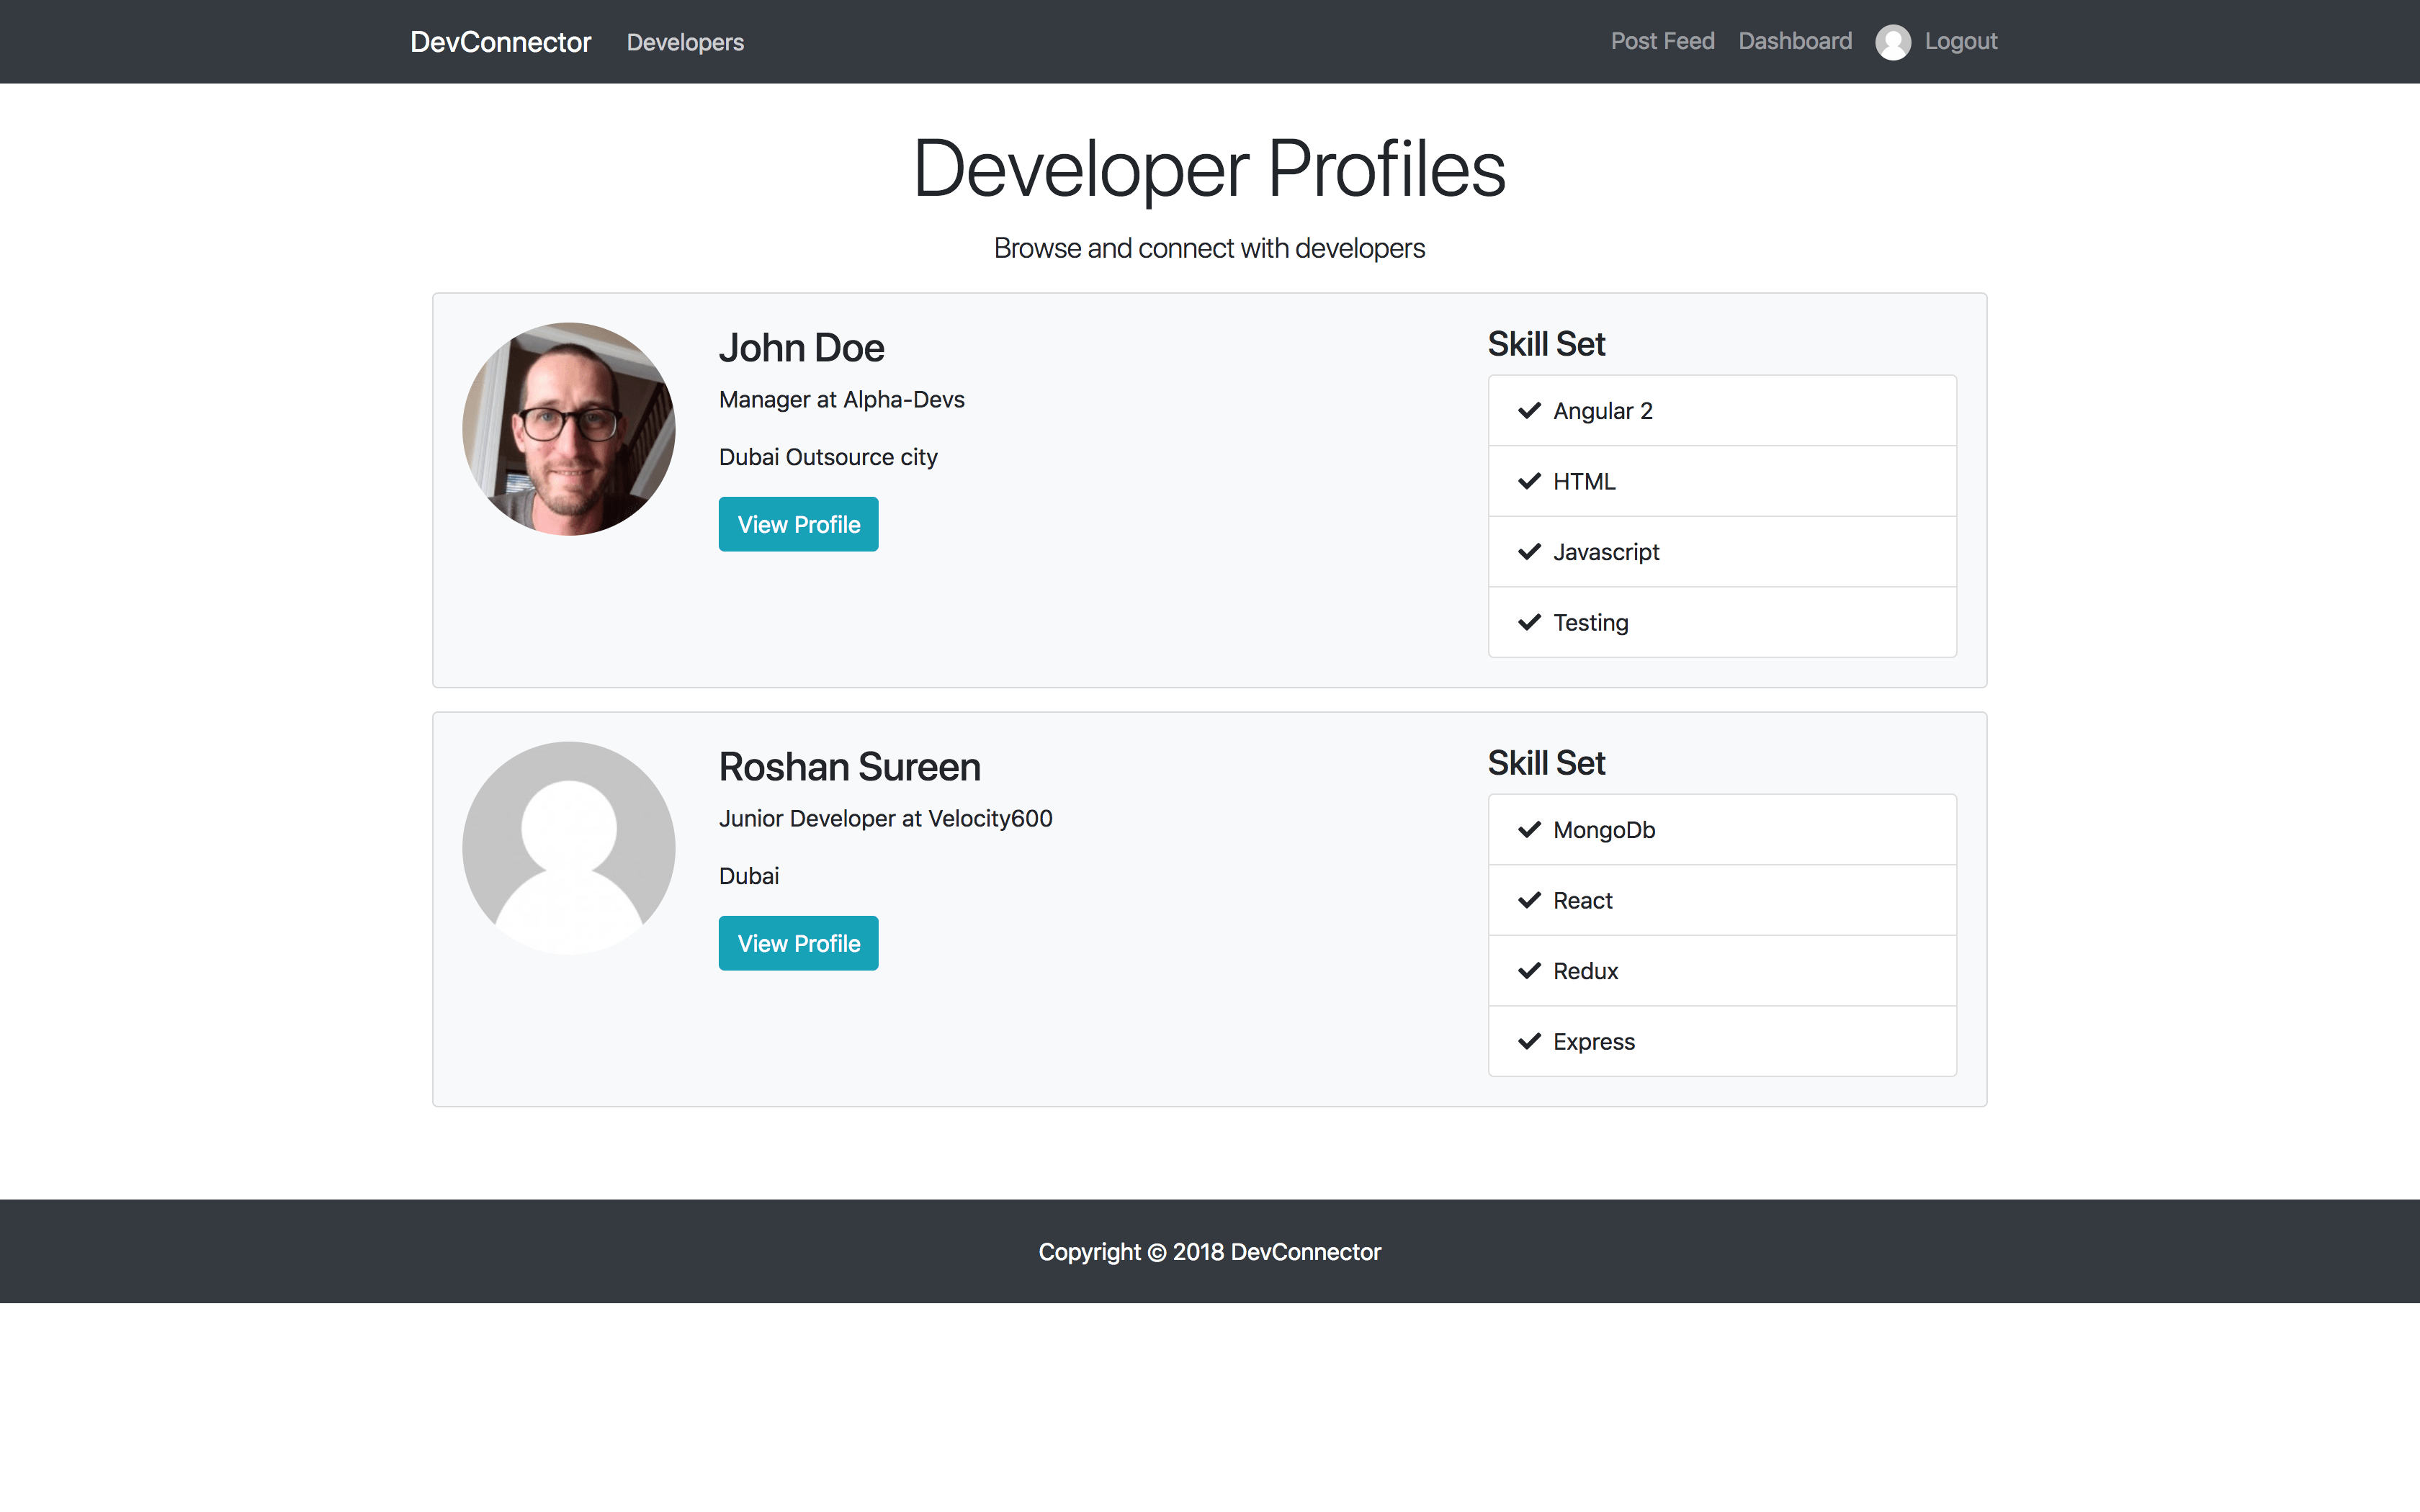 DevConnector Developers Post Feed Dashboard Logout
Developer Profiles
Browse and connect with developers
John Doe
Manager at Alpha-Devs
Dubai Outsource city
View Profile
Skill Set
Angular 2
HTML
Javascript
Testing
Roshan Sureen
Junior Developer at Velocity600
Dubai
View Profile
Skill Set
MongoDb
React
Redux
Express
Copyright © 2018 DevConnector